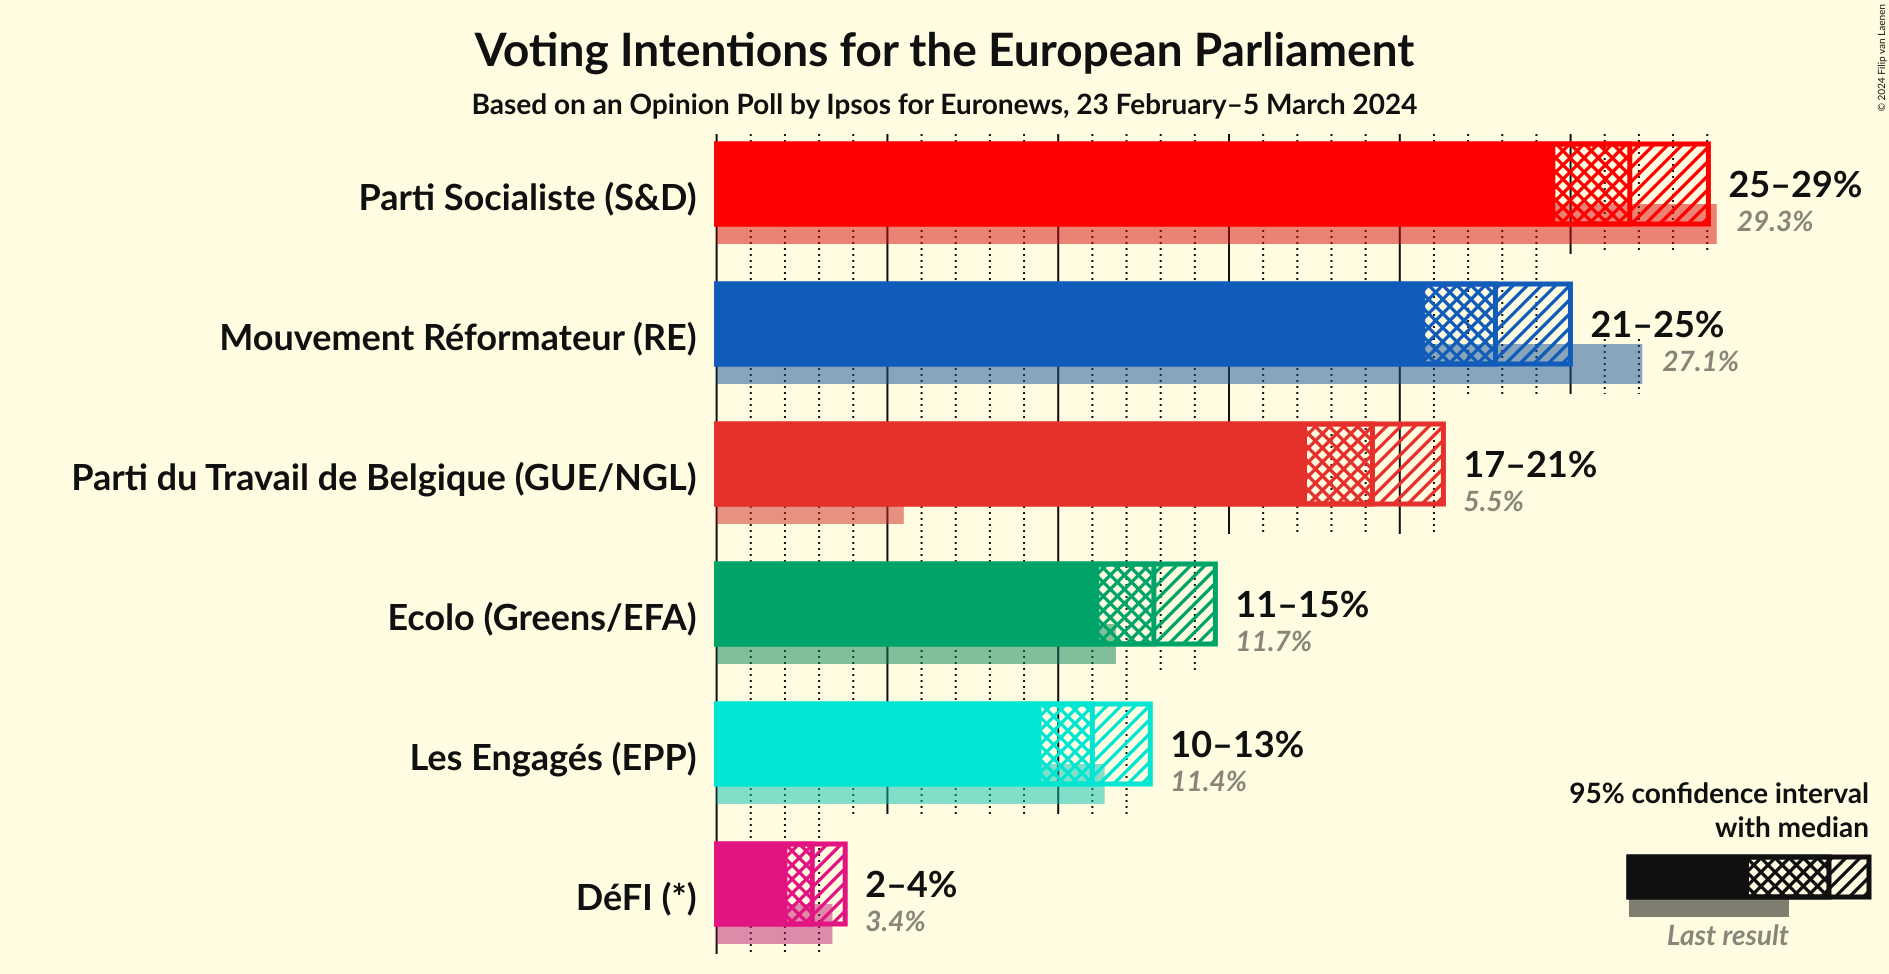 Voting Intentions for the European Parliament
Based on an Opinion Poll by Ipsos for Euronews, 23 February–5 March 2024
© 2024 Filip van Laenen
Parti Socialiste (S&D)
25–29%
29.3%
Mouvement Réformateur (RE)
21–25%
27.1%
Parti du Travail de Belgique (GUE/NGL)
17–21%
5.5%
Ecolo (Greens/EFA)
11–15%
11.7%
Les Engagés (EPP)
10–13%
11.4%
DéFI (*)
2–4%
3.4%
95% confidence interval
with median
Last result